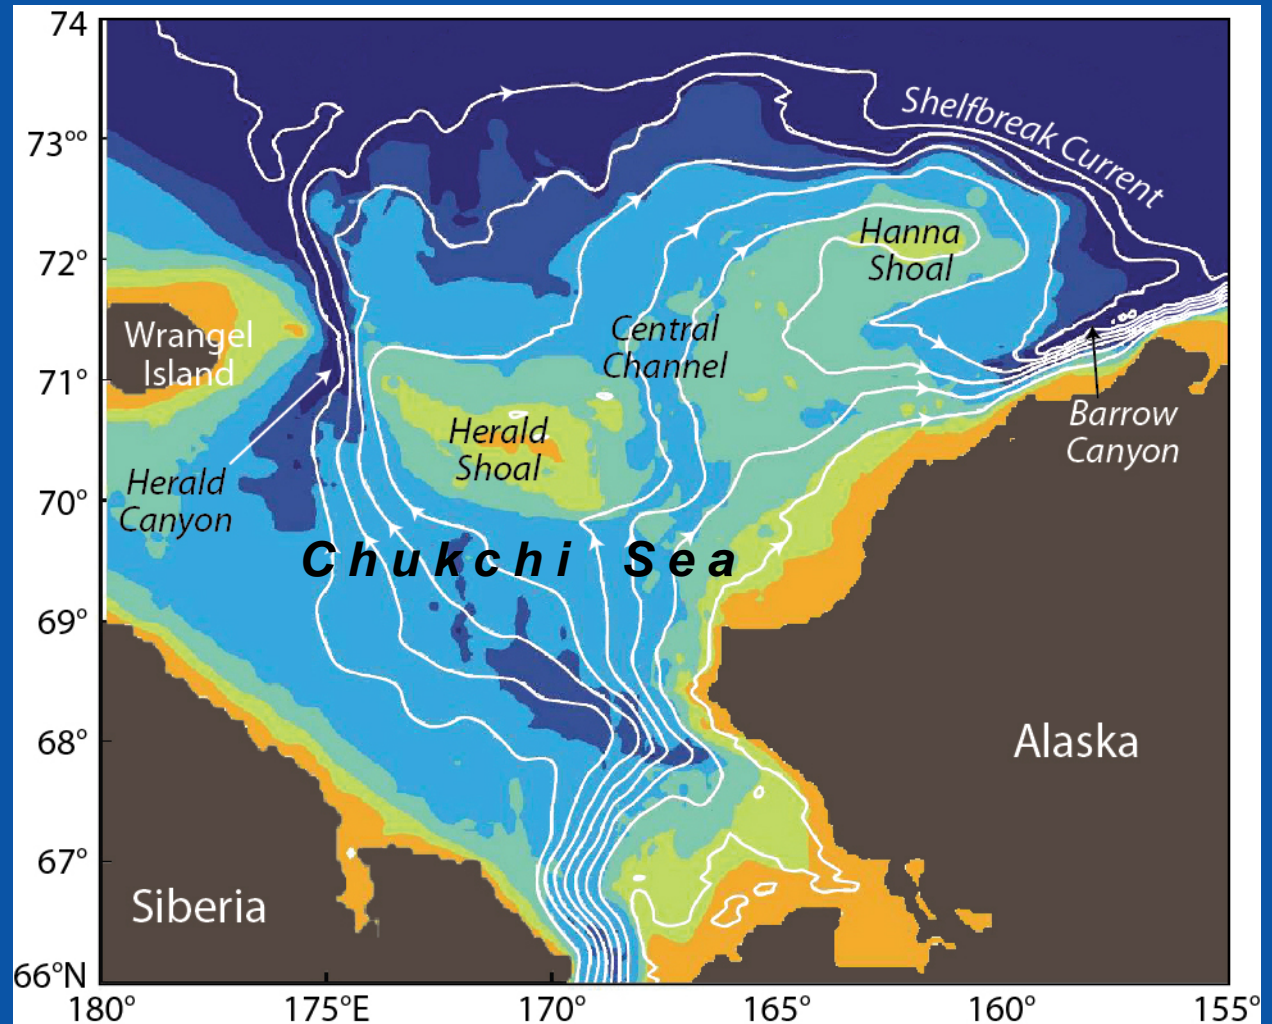 74
73°°
72°
71°
70°
69°
68°
67°
66°N
180°
175°E
170°
165°
160°
155°
Shelfbreak Current
Hanna
Shoal
Wrangel
Island
Central
Channel
Herald
Shoal
Herald
Canyon
Barrow
Canyon
Chukchi Sea
Alaska
Siberia